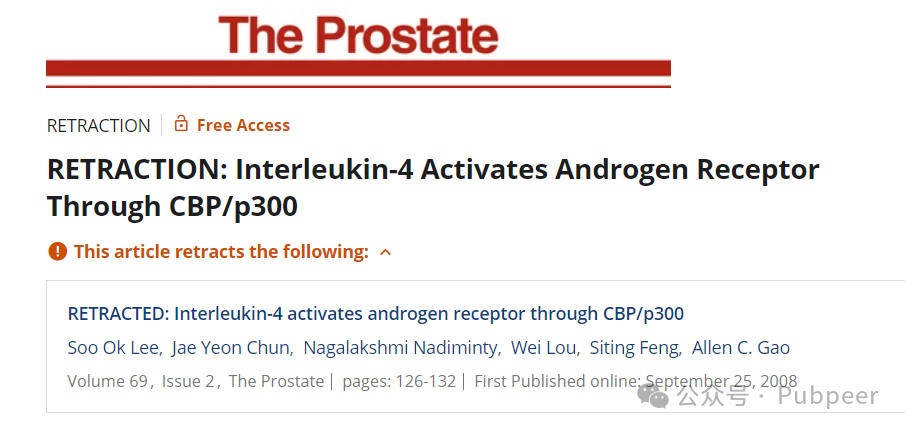 The Prostate
RETRACTION Free Access
RETRACTION: Interleukin-4 Activates Androgen Receptor
Through CBP/p300
This article retracts the following:
RETRACTED: Interleukin-4 activates androgen receptor through CBP/p300
Soo Ok Lee, Jae Yeon Chun, Nagalakshmi Nadiminty, Wei Lou, Siting Feng, Allen C. Gao
Volume 69, Issue 2, The Prostate | pages: 126-132 | First Published online: September 25, 2008
公众号 · Pubpeer